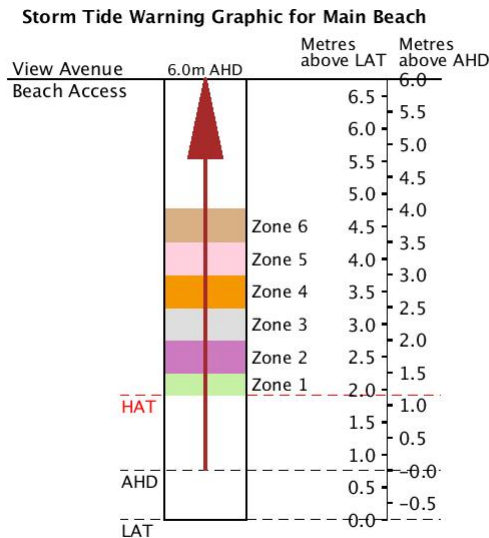 Storm Tide Warning Graphic for Main Beach
Metres above LAT
Metres above AHD
View Avenue
6.0m AHD
Beach Access
6.0
6.5
5.5
6.0
5.0
5.5
4.5
5.0
4.0
Zone 6
4.5
3.5
Zone 5
4.0
3.0
Zone 4
3.5
2.5
Zone 3
3.0
2.0
Zone 2
2.5
1.5
Zone 1
2.0
HAT
1.0
1.5
0.5
1.0
-0.0
AHD
0.5
-0.5
0.0
LAT